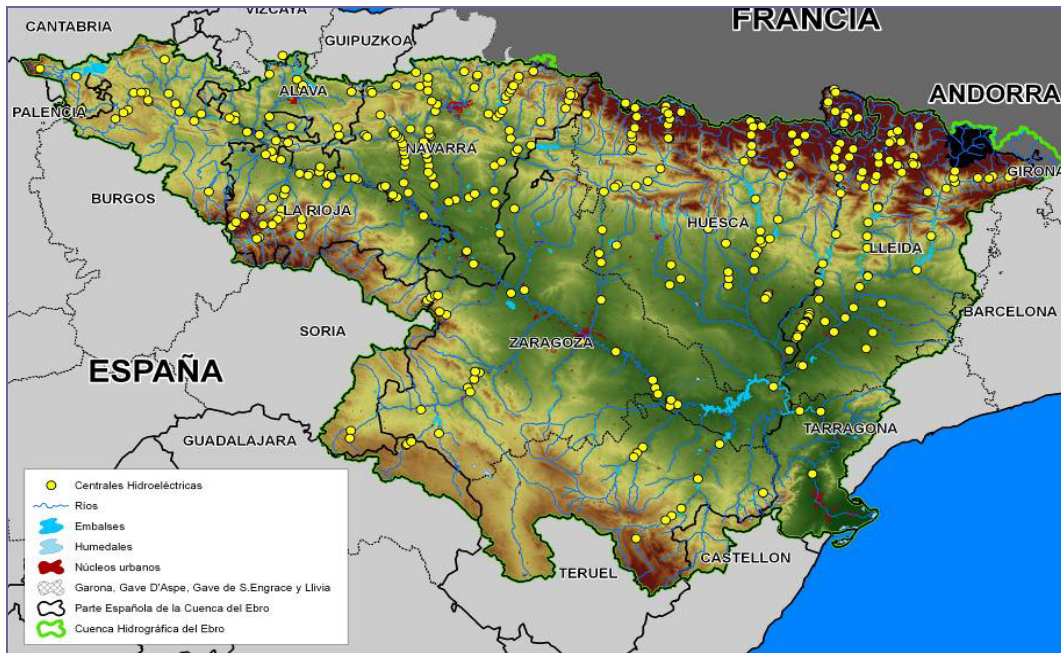 FRANCIA
CANTABRIA
VIZCAYA
GUIPUZKOA
ALAVA
PALENCIA
ANDORRA
NAVARRA
GIRONA
BURGOS
LA RIOJA
HUESCA
LLEIDA
BARCELONA
SORIA
ZARAGOZA
ESPAÑA
GUADALAJARA
TARRAGONA
TERUEL
CASTELLON
Centrales Hidroeléctricas
Ríos
Embalses
Humedales
Núcleos urbanos
Garona, Gave D'Aspe, Gave de S.Engrace y Llivia
Parte Española de la Cuenca del Ebro
Cuenca Hidrográfica del Ebro